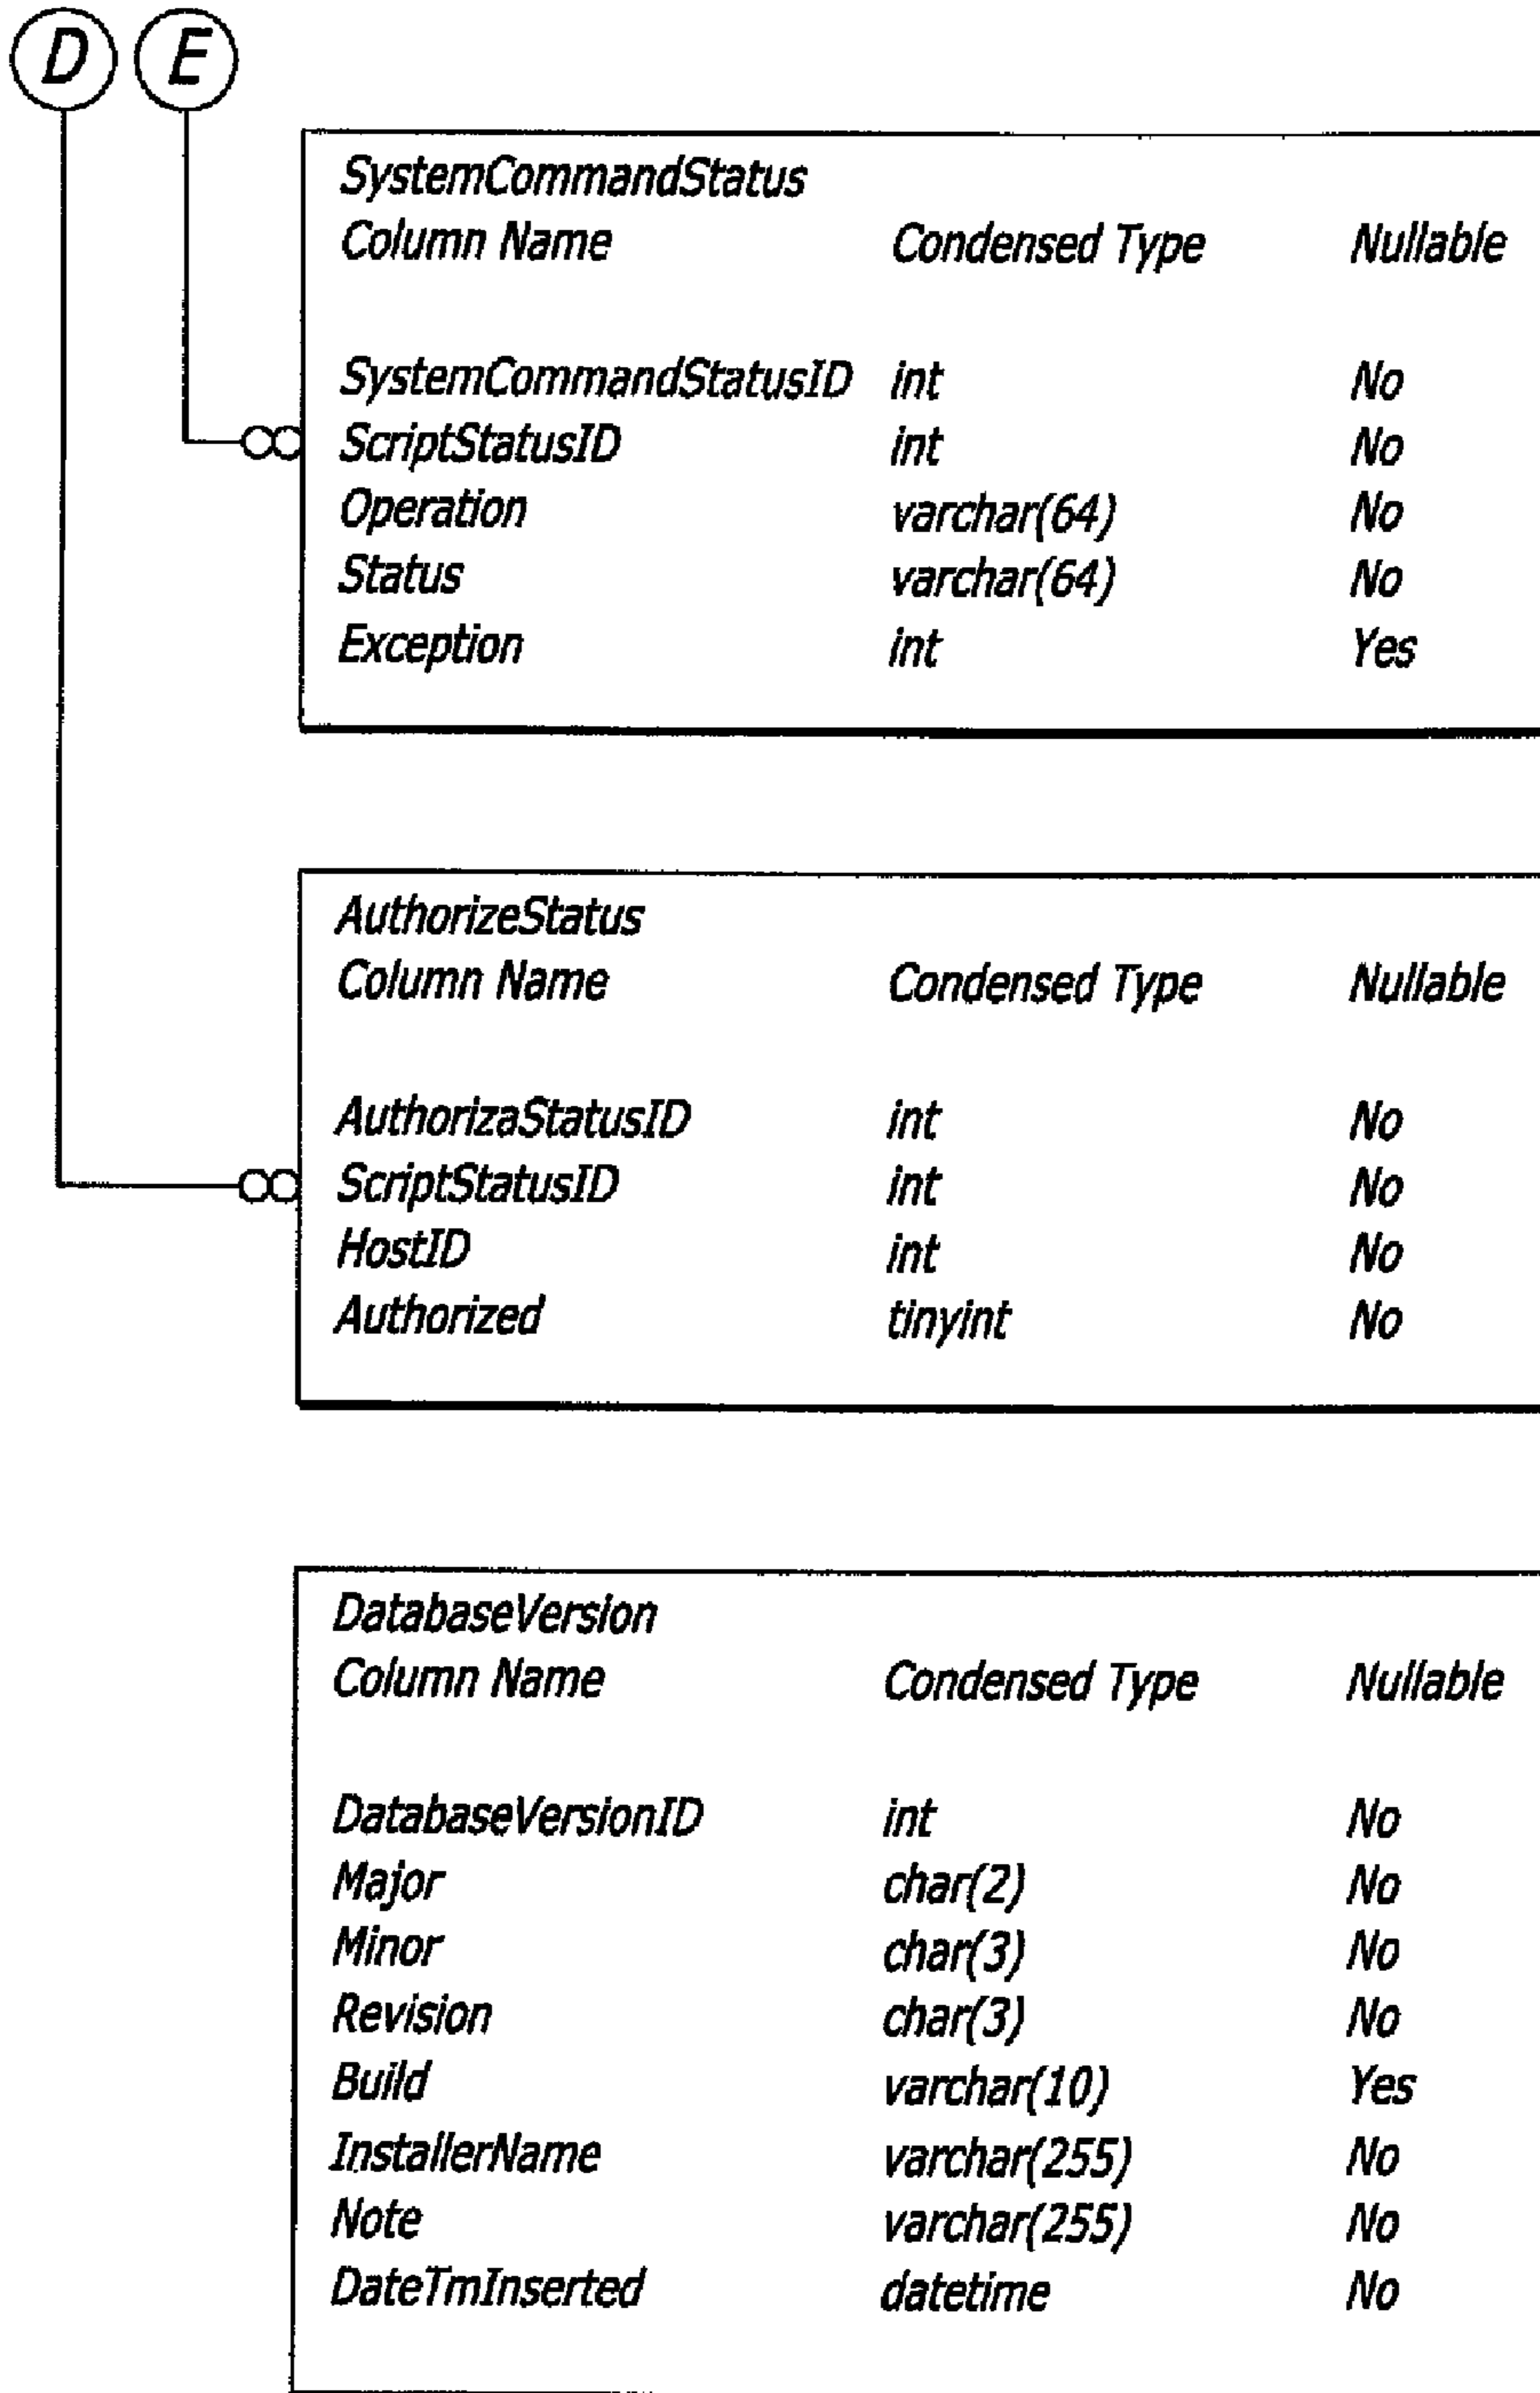 D E
SystemCommandStatus
Column Name Condensed Type Nullable
SystemCommandStatusID int No
ScriptStatusID int No
Operation varchar(64) No
Status varchar(64) No
Exception int Yes
AuthorizeStatus
Column Name Condensed Type Nullable
AuthorizaStatusID int No
ScriptStatusID int No
HostID int No
Authorized tinyint No
DatabaseVersion
Column Name Condensed Type Nullable
DatabaseVersionID int No
Major char(2) No
Minor char(3) No
Revision char(3) No
Build varchar(10) Yes
InstallerName varchar(255) No
Note varchar(255) No
DateTmInserted datetime No